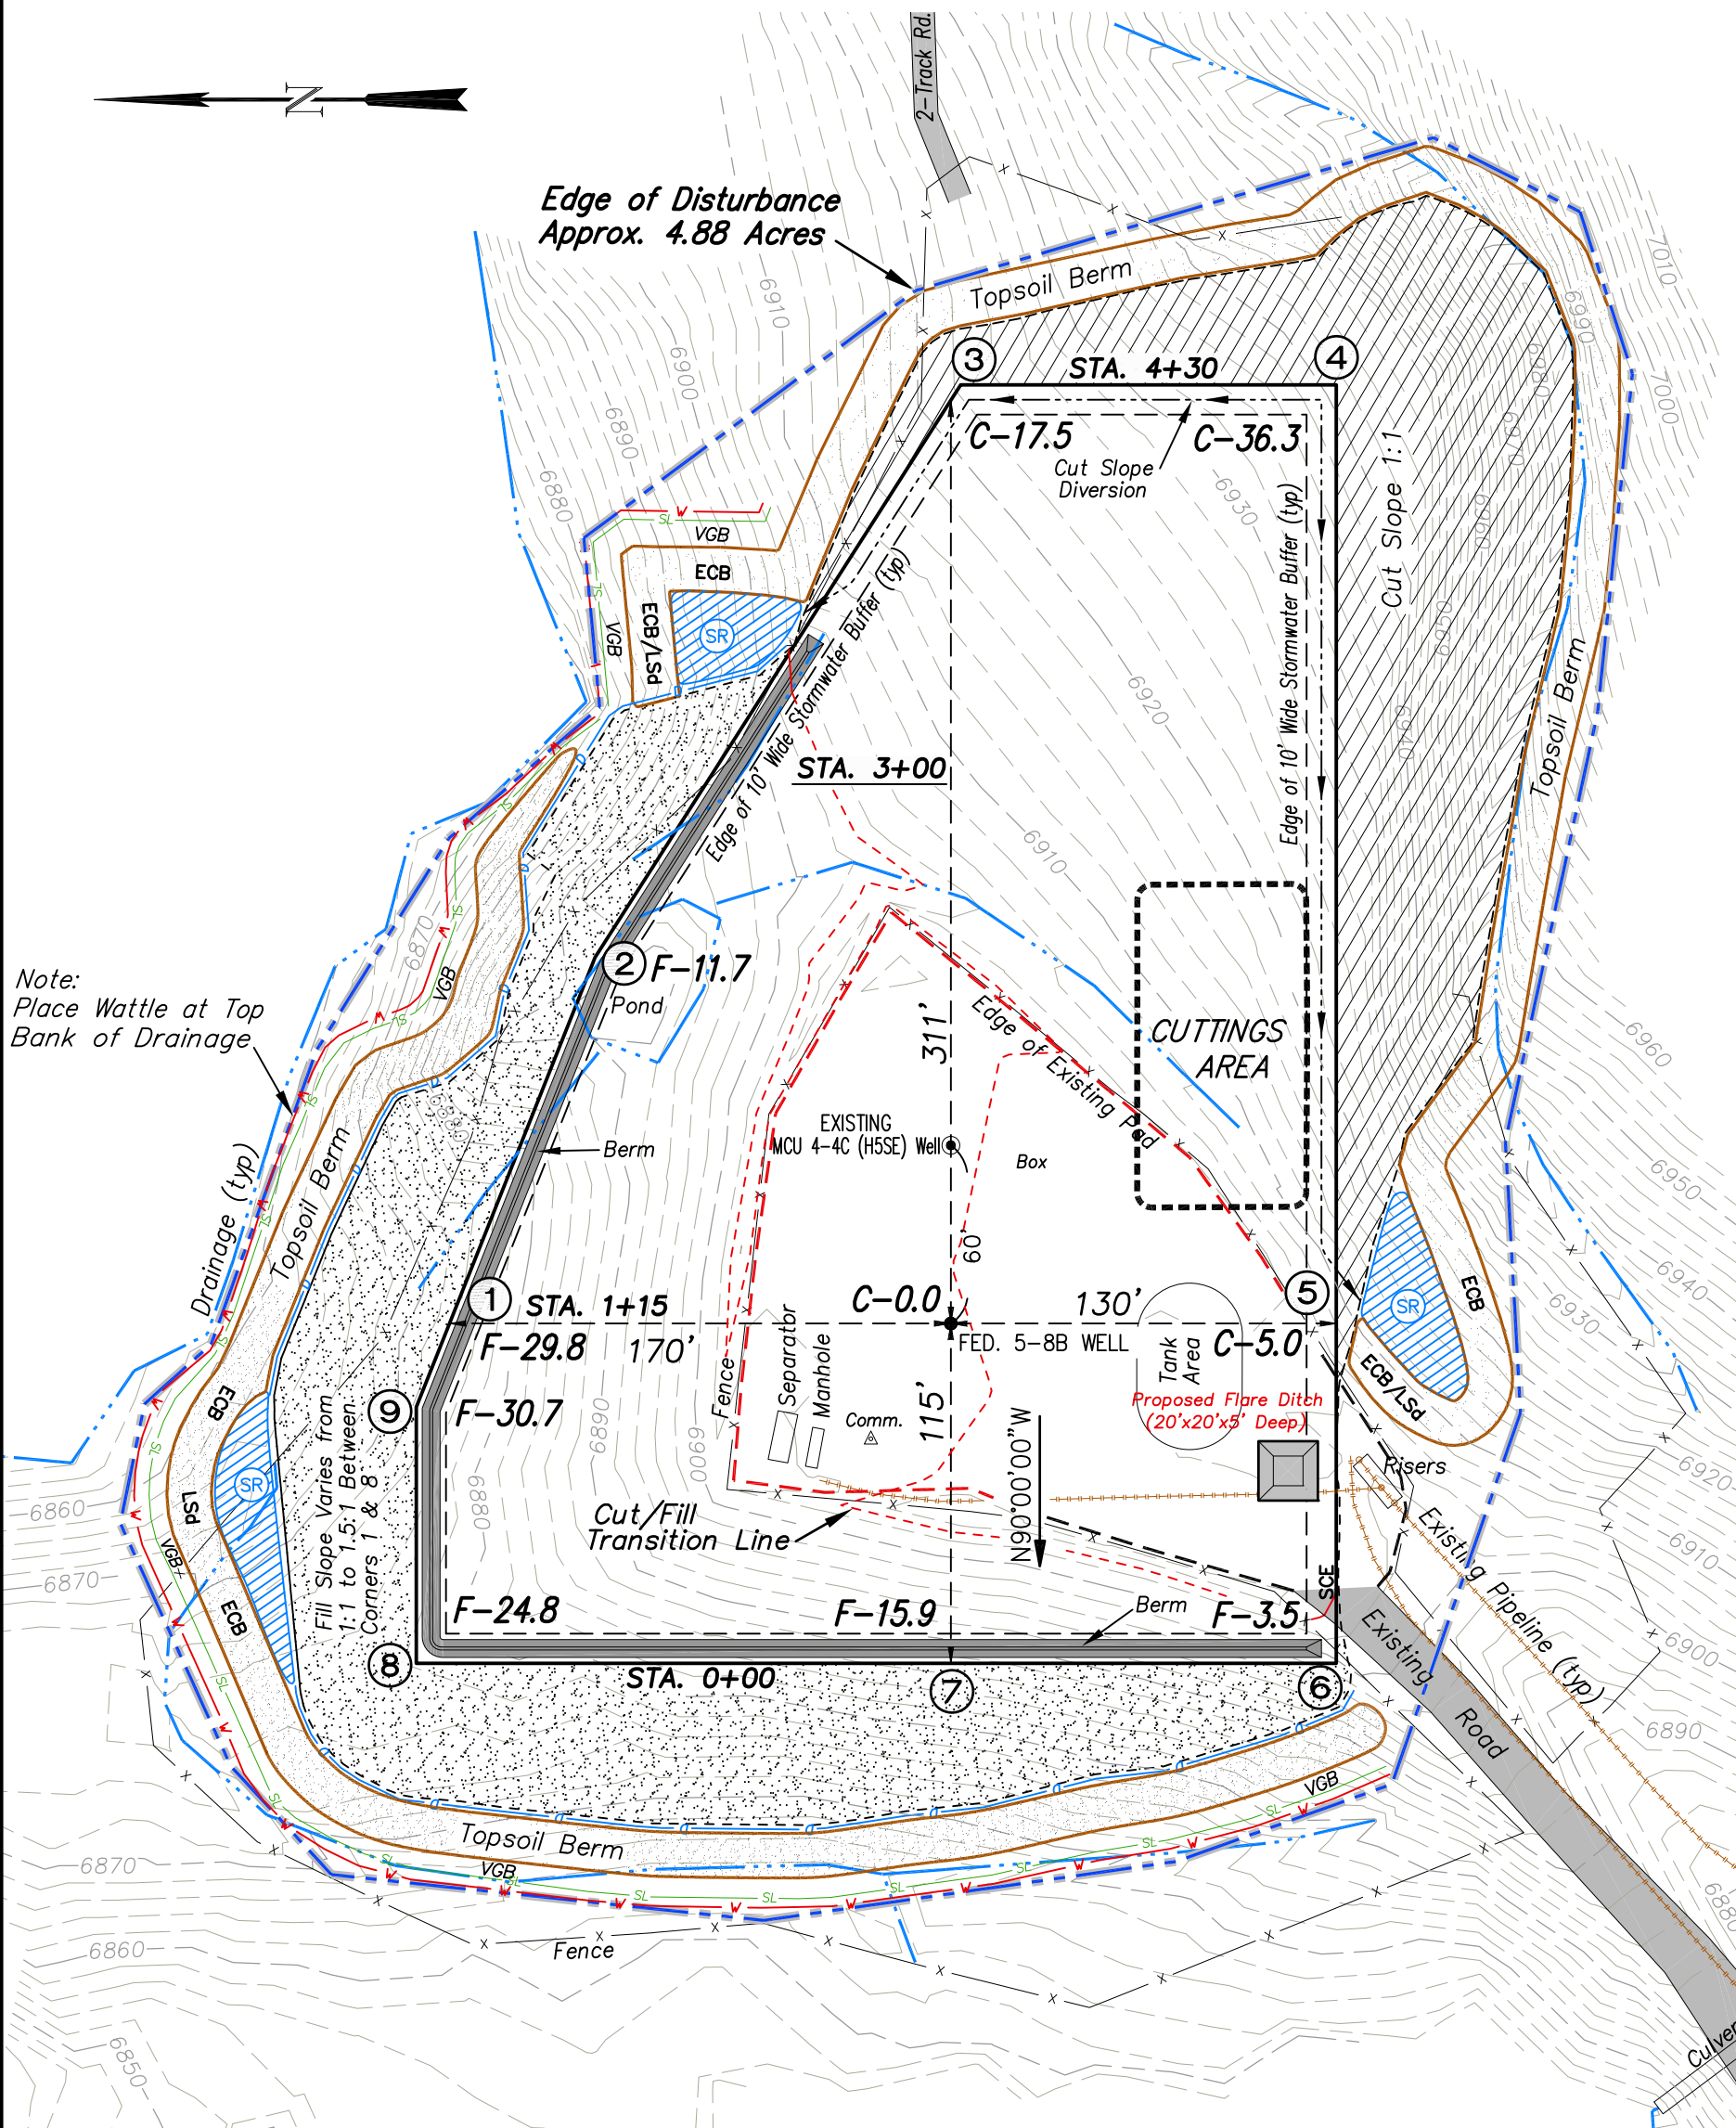 2-Track Rd.
N
Edge of Disturbance
Approx. 4.88 Acres
Topsoil Berm
7010
6990
7000
6980
6970
6960
6950
6940
6910
6900
6890
6880
3
STA. 4+30
4
C-17.5
C-36.3
Cut Slope
Diversion
6930
Edge of 10' Wide Stormwater Buffer (typ)
Cut Slope 1:1
W
SL
VGB
ECB
SL
VGB
ECB/LSd
SR
D
Edge of 10' Wide Stormwater Buffer (typ)
6920
Topsoil Berm
STA. 3+00
6910
6870
VGB
2
F-11.7
Pond
Note:
Place Wattle at Top
Bank of Drainage
311'
Edge of Existing Pad
CUTTINGS
AREA
6960
6880
Drainage (typ)
Topsoil Berm
Berm
EXISTING
MCU 4-4C (H5SE) Well
Box
60'
6950
6940
6930
1
STA. 1+15
C-0.0
130'
5
SR
ECB
F-29.8
170'
FED. 5-8B WELL
C-5.0
Tank
Area
Fence
Separator
Manhole
ECB/LSd
Proposed Flare Ditch
(20'x20'x5' Deep)
9
F-30.7
Comm.
115'
N90°00'00"W
6890
6900
6880
ECB
SR
LSd
VGB
ECB
Fill Slope Varies from
1:1 to 1.5:1 Between
Corners 1 & 8
Risers
Existing Pipeline (typ)
6920
6910
6900
6890
6860
6870
Cut/Fill
Transition Line
SCE
F-24.8
F-15.9
Berm
F-3.5
Existing
Road
8
STA. 0+00
7
6
VGB
Topsoil Berm
VGB
6870
6860
Fence
6850